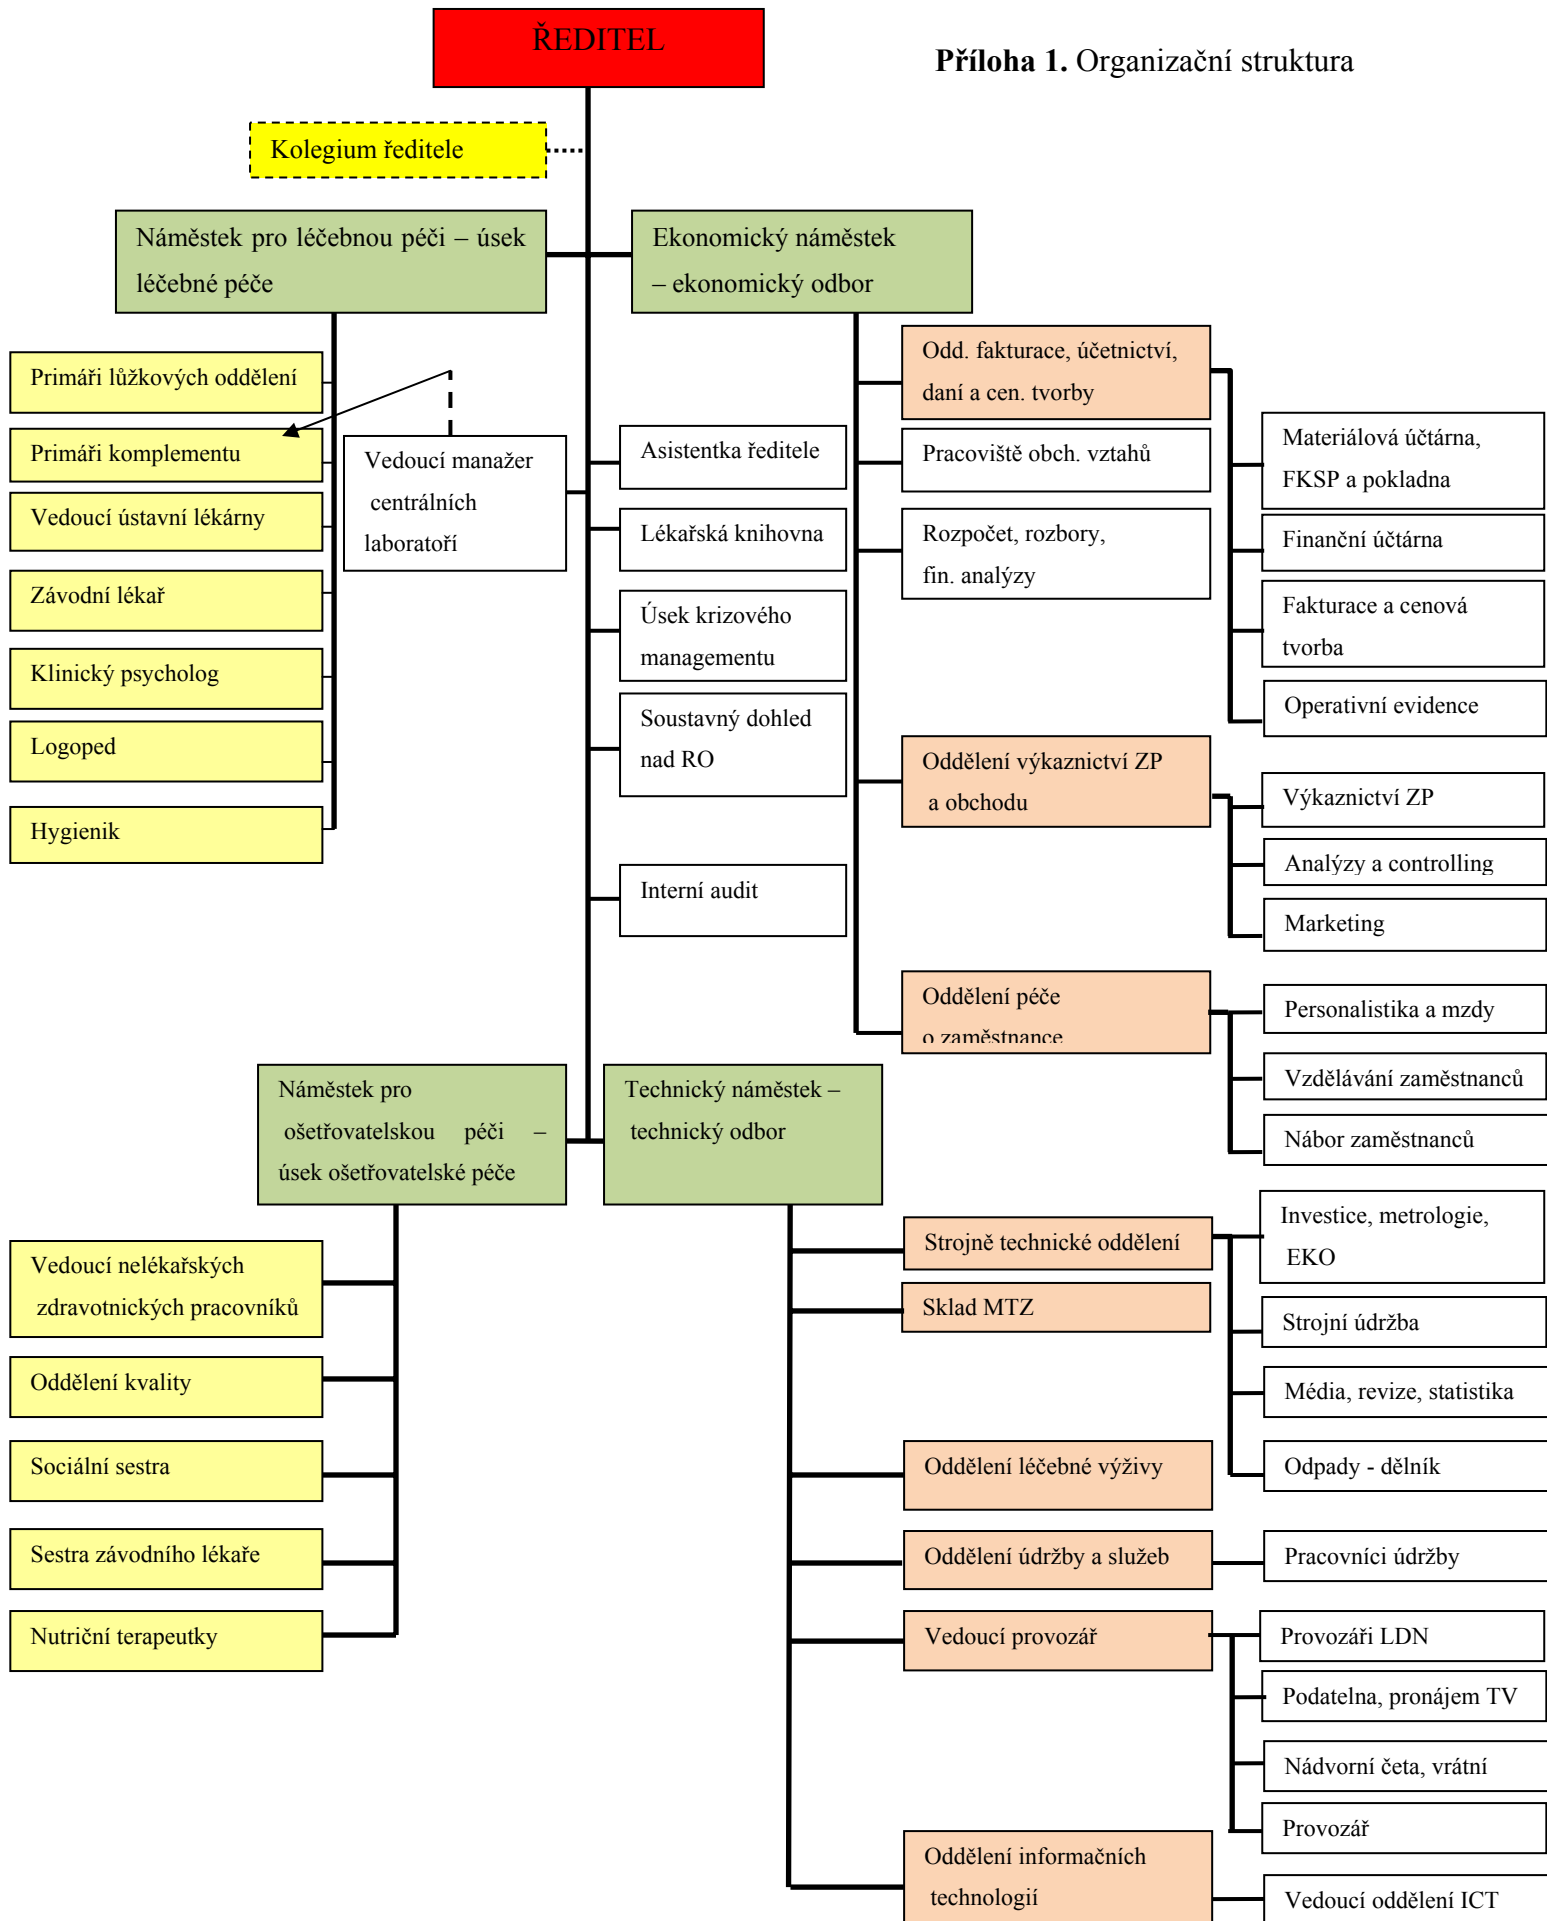 ŘEDITEL
Příloha 1. Organizační struktura
Kolegium ředitele
Náměstek pro léčebnou péči – úsek
léčebné péče
Ekonomický náměstek
– ekonomický odbor
Primáři lůžkových oddělení
Primáři komplementu
Vedoucí ústavní lékárny
Závodní lékař
Klinický psycholog
Logoped
Hygienik
Vedoucí manažer
centrálních
laboratoří
Asistentka ředitele
Lékařská knihovna
Úsek krizového
managementu
Soustavný dohled
nad RO
Interní audit
Odd. fakturace, účetnictví,
daní a cen. tvorby
Pracoviště obch. vztahů
Rozpočet, rozbory,
fin. analýzy
Oddělení výkaznictví ZP
a obchodu
Oddělení péče
o zaměstnance
Materiálová účtárna,
FKSP a pokladna
Finanční účtárna
Fakturace a cenová
tvorba
Operativní evidence
Výkaznictví ZP
Analýzy a controlling
Marketing
Personalistika a mzdy
Vzdělávání zaměstnanců
Nábor zaměstnanců
Náměstek pro
ošetřovatelskou péči –
úsek ošetřovatelské péče
Technický náměstek –
technický odbor
Vedoucí nelékařských
zdravotnických pracovníků
Oddělení kvality
Sociální sestra
Sestra závodního lékaře
Nutriční terapeutky
Strojně technické oddělení
Sklad MTZ
Oddělení léčebné výživy
Oddělení údržby a služeb
Vedoucí provozář
Oddělení informačních
technologií
Investice, metrologie,
EKO
Strojní údržba
Média, revize, statistika
Odpady - dělník
Pracovníci údržby
Provozáři LDN
Podatelna, pronájem TV
Nádvorní četa, vrátní
Provozář
Vedoucí oddělení ICT